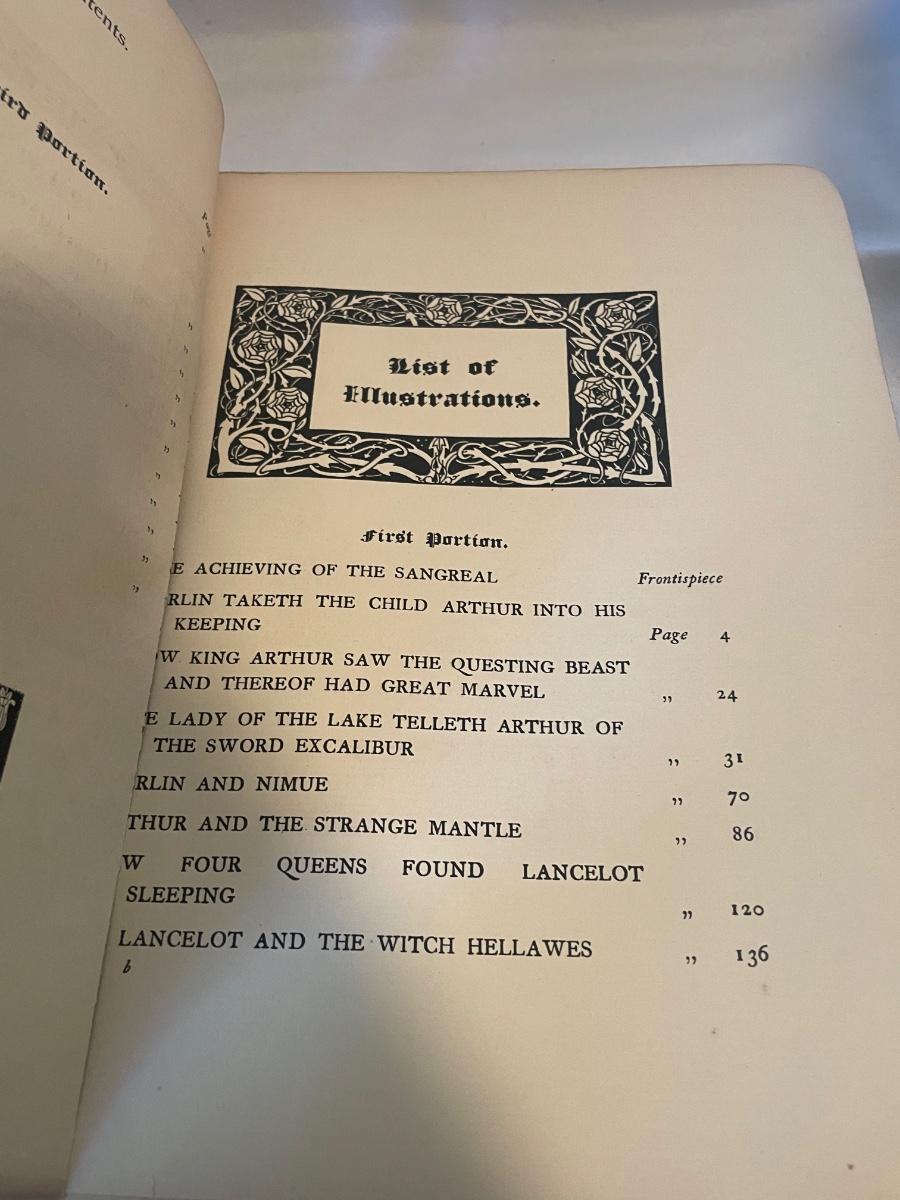 tents.
ird Portion.
List of
Illustrations.
First Portion.
E ACHIEVING OF THE SANGREAL Frontispiece
RLIN TAKETH THE CHILD ARTHUR INTO HIS
KEEPING Page 4
W KING ARTHUR SAW THE QUESTING BEAST
AND THEREOF HAD GREAT MARVEL „ 24
E LADY OF THE LAKE TELLETH ARTHUR OF
THE SWORD EXCALIBUR „ 31
RLIN AND NIMUE „ 70
THUR AND THE STRANGE MANTLE „ 86
W FOUR QUEENS FOUND LANCELOT
SLEEPING „ 120
LANCELOT AND THE WITCH HELLAWES „ 136
b